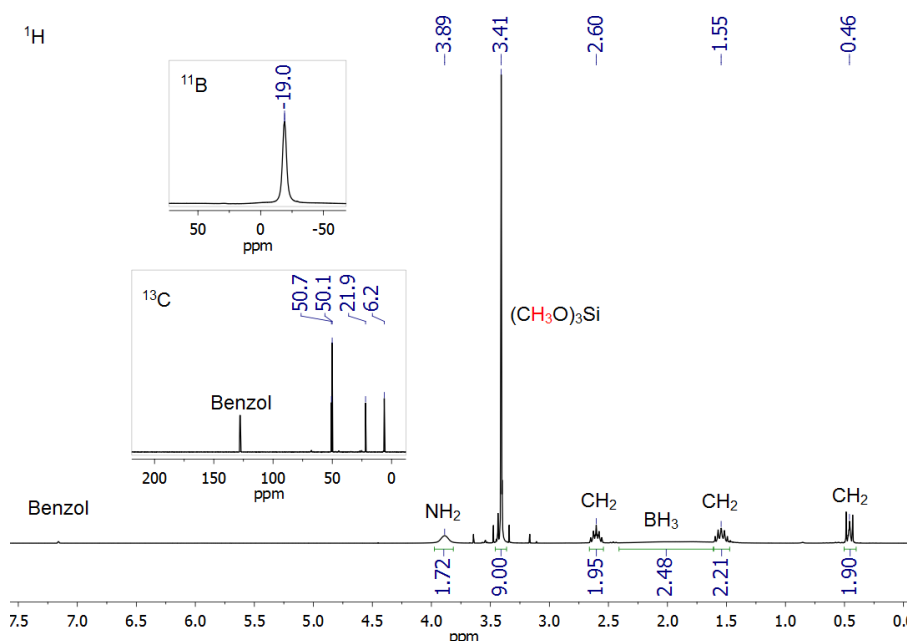 ¹H
3.89
3.41
2.60
1.55
0.46
¹¹B
-19.0
50
0
-50
ppm
¹³C
50.7
50.1
21.9
6.2
Benzol
200
150
100
50
0
ppm
(CH₃O)₃Si
Benzol
NH₂
CH₂
BH₃
CH₂
CH₂
1.72
9.00
1.95
2.48
2.21
1.90
7.5
7.0
6.5
6.0
5.5
5.0
4.5
4.0
3.5
3.0
2.5
2.0
1.5
1.0
0.5
0.0
ppm